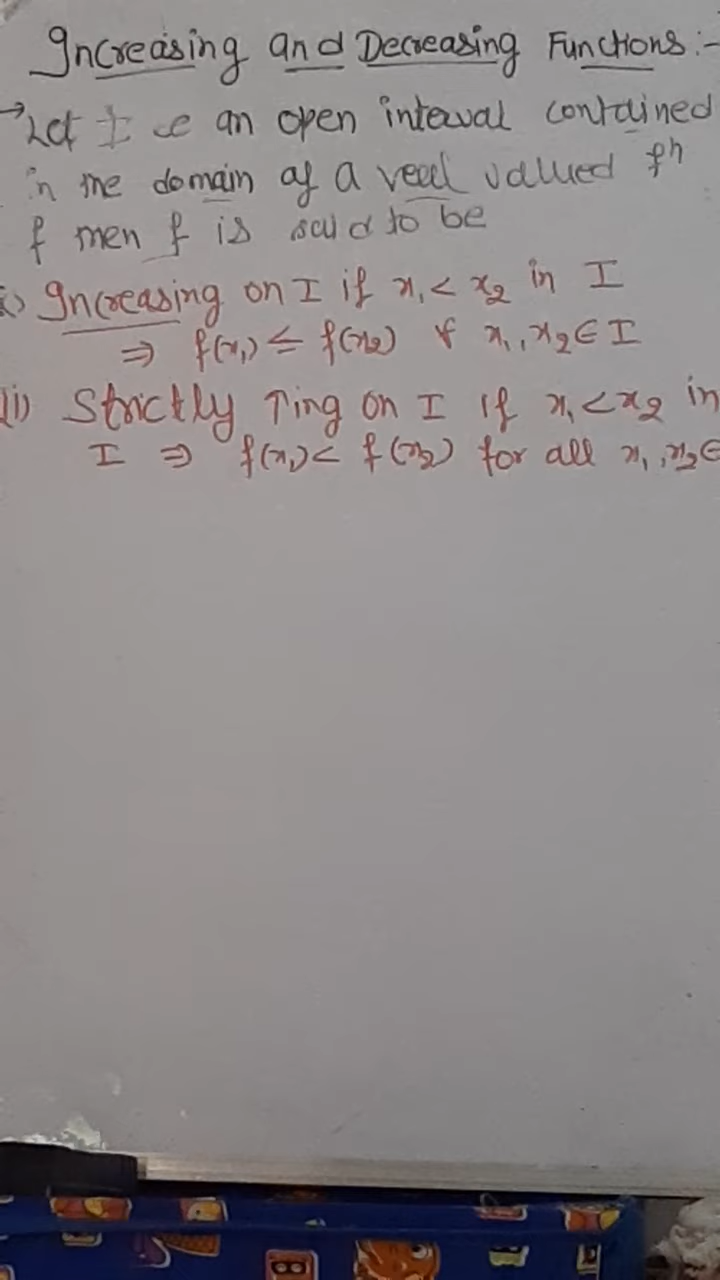 Increasing and Decreasing Functions:-
→Let I be an open interval contained
in the domain of a real valued fn
f then f is said to be
i) Increasing on I if x₁ < x₂ in I
⇒ f(x₁) ≤ f(x₂) ∀ x₁, x₂ ∈ I
ii) Strictly ↑ing on I if x₁ < x₂ in
I ⇒ f(x₁) < f(x₂) for all x₁, x₂ ∈